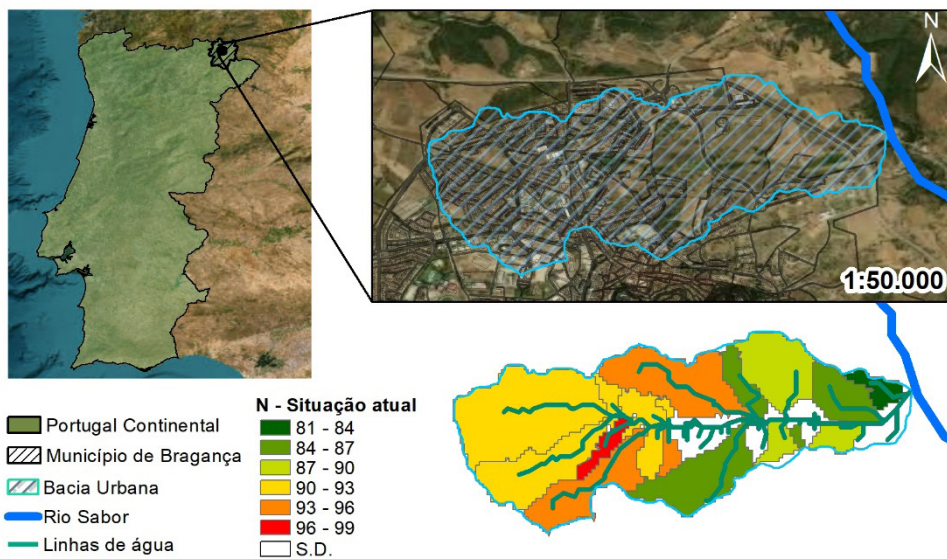 N
1:50.000
Portugal Continental
Município de Bragança
Bacia Urbana
Rio Sabor
Linhas de água
N - Situação atual
81 - 84
84 - 87
87 - 90
90 - 93
93 - 96
96 - 99
S.D.